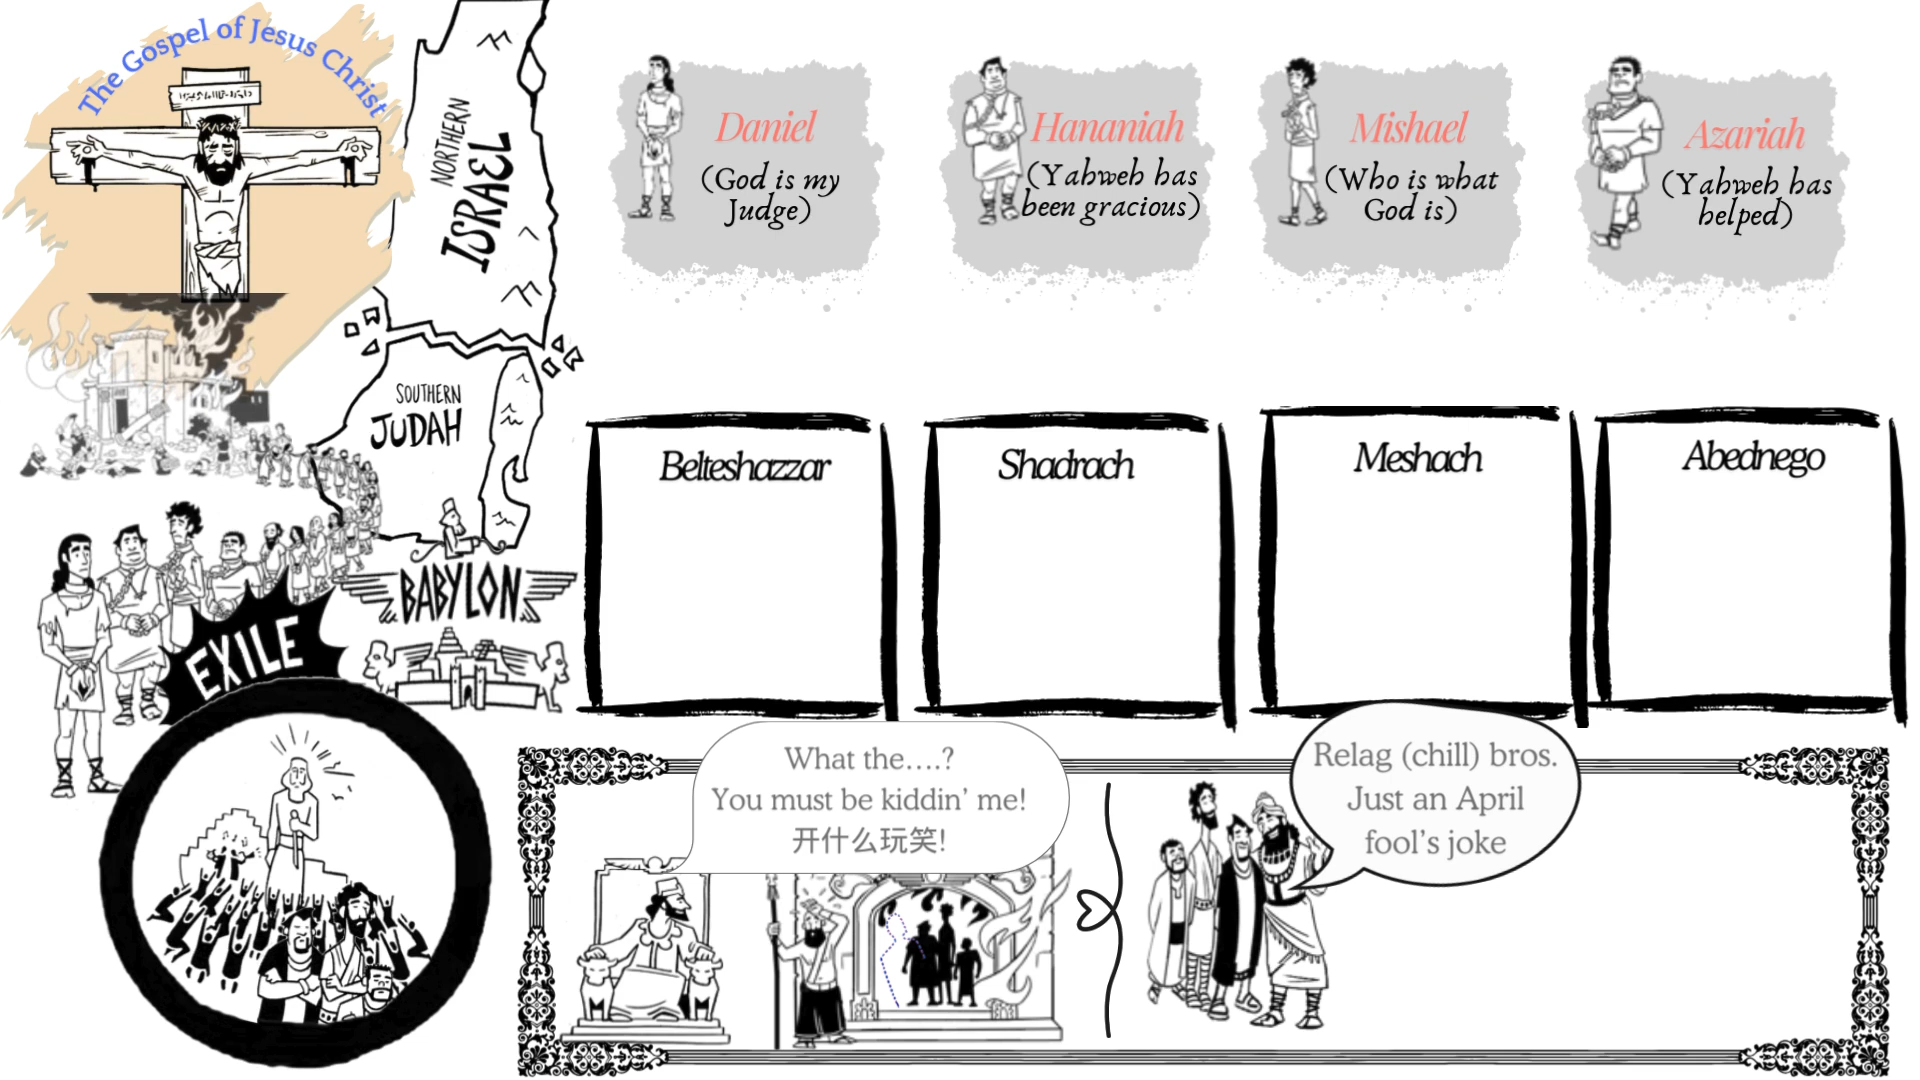 The Gospel of Jesus Christ
NORTHERN
ISRAEL
SOUTHERN
JUDAH
BABYLON
EXILE
Daniel
(God is my
Judge)
Hananiah
(Yahweh has
been gracious)
Mishael
(Who is what
God is)
Azariah
(Yahweh has
helped)
Belteshazzar
Shadrach
Meshach
Abednego
What the....?
You must be kiddin' me!
开什么玩笑!
Relag (chill) bros.
Just an April
fool's joke